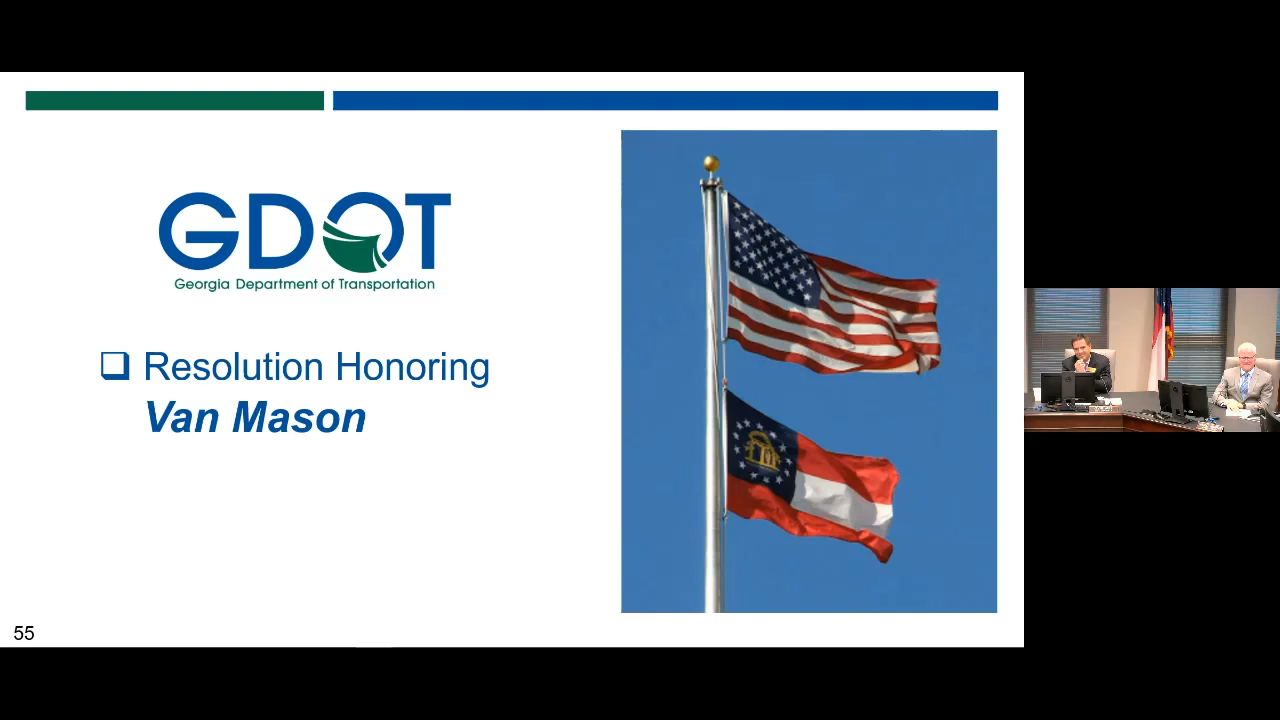 GDOT
Georgia Department of Transportation
Resolution Honoring
Van Mason
55